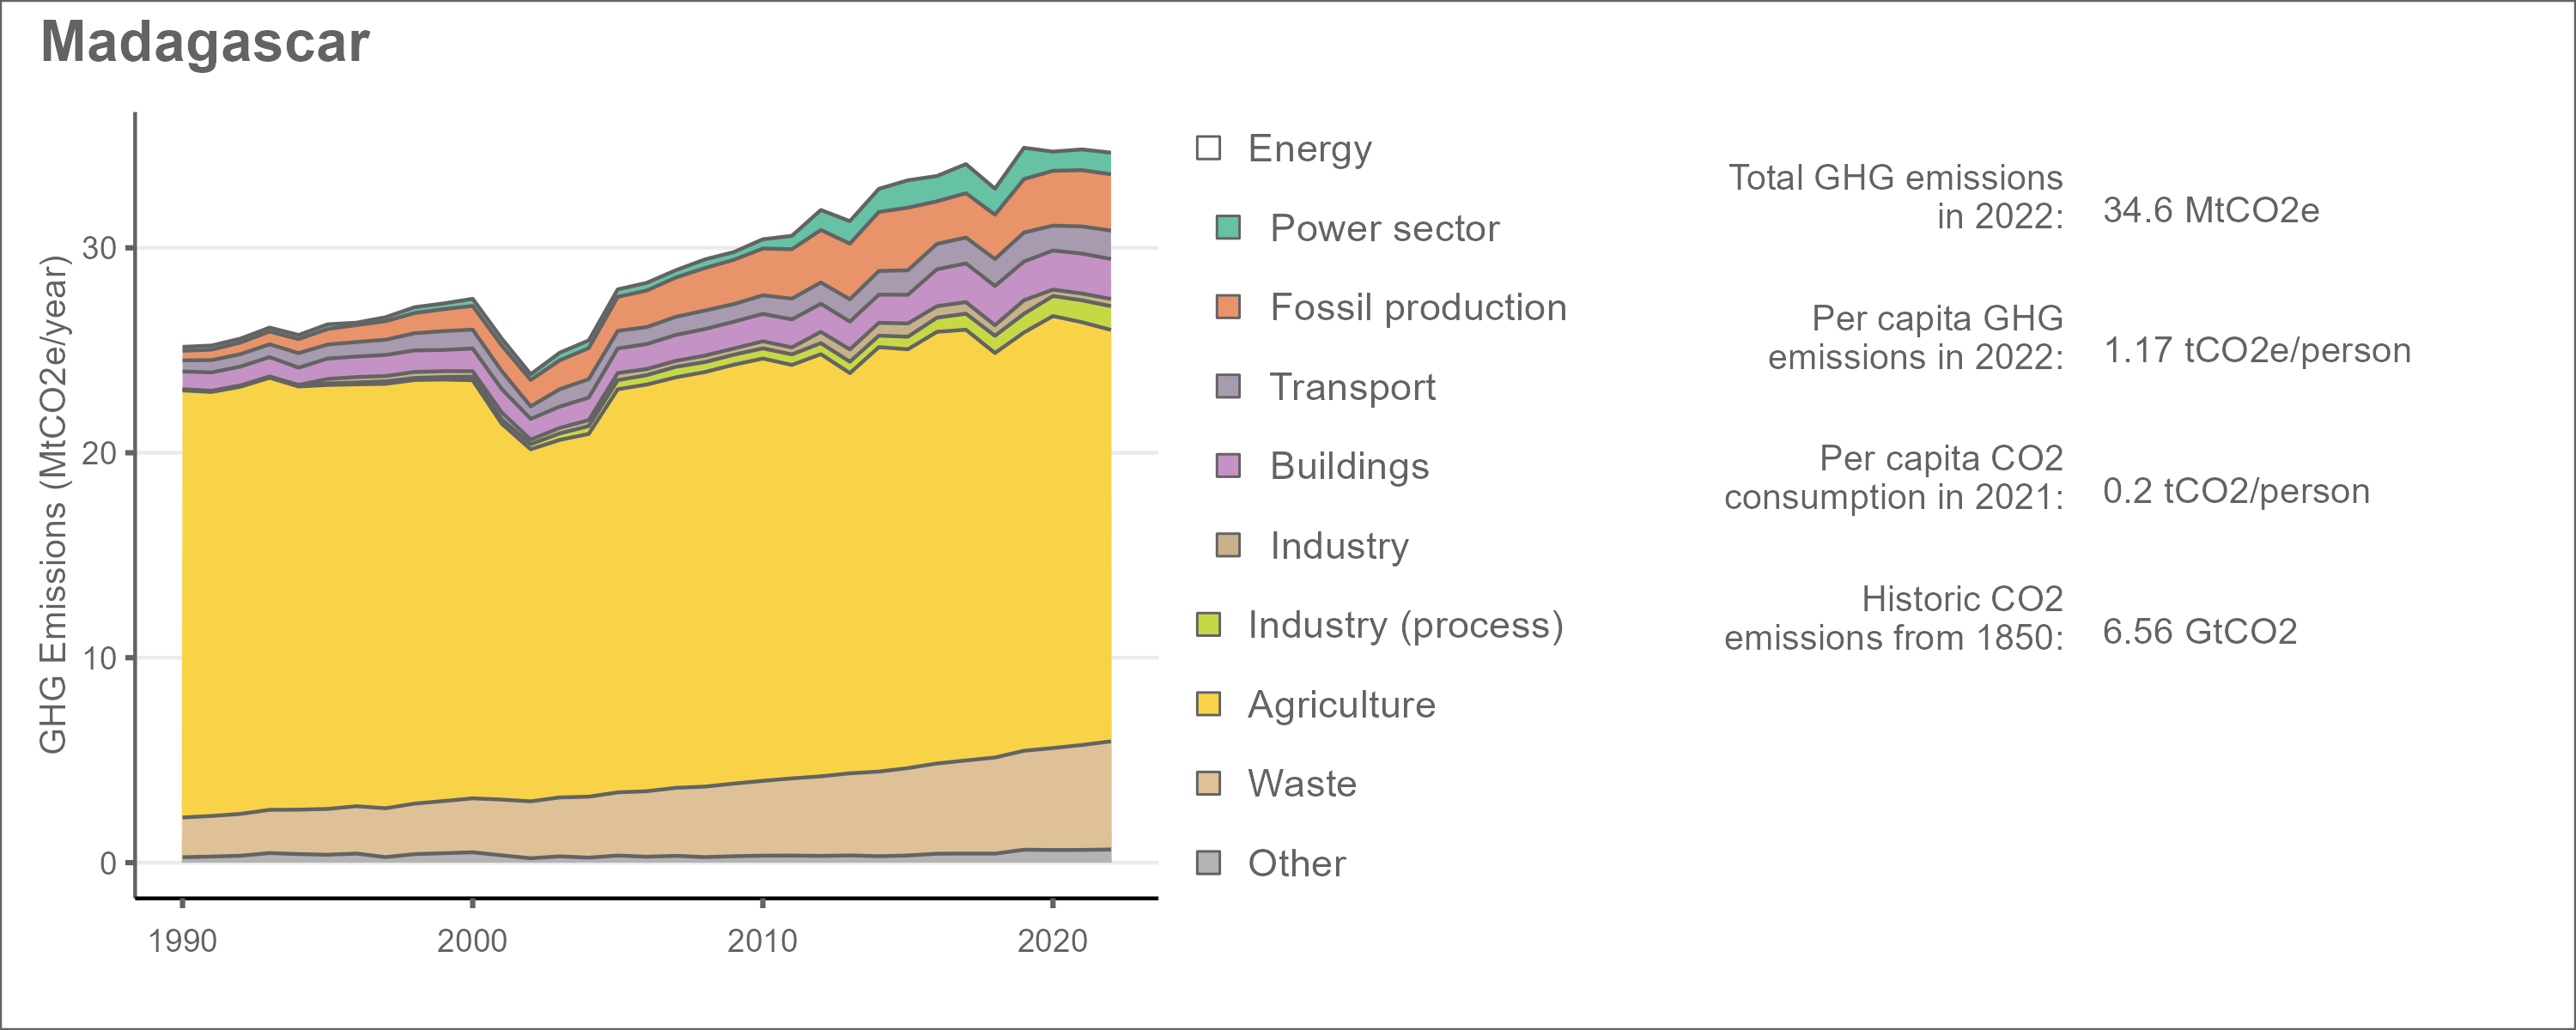 Madagascar
GHG Emissions (MtCO2e/year)
30
20
10
0
1990
2000
2010
2020
Energy
Power sector
Fossil production
Transport
Buildings
Industry
Industry (process)
Agriculture
Waste
Other
Total GHG emissions
in 2022:
34.6 MtCO2e
Per capita GHG
emissions in 2022:
1.17 tCO2e/person
Per capita CO2
consumption in 2021:
0.2 tCO2/person
Historic CO2
emissions from 1850:
6.56 GtCO2